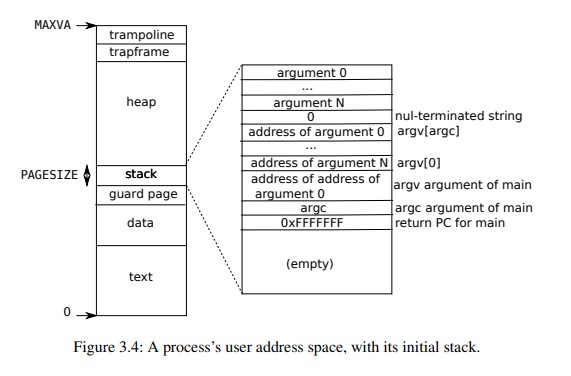 MAXVA
trampoline
trapframe
heap
PAGESIZE
stack
guard page
data
text
0
argument 0
...
argument N
0
nul-terminated string
address of argument 0
argv[argc]
...
address of argument N
argv[0]
address of address of
argument 0
argv argument of main
argc
argc argument of main
0xFFFFFFF
return PC for main
(empty)
Figure 3.4: A process's user address space, with its initial stack.